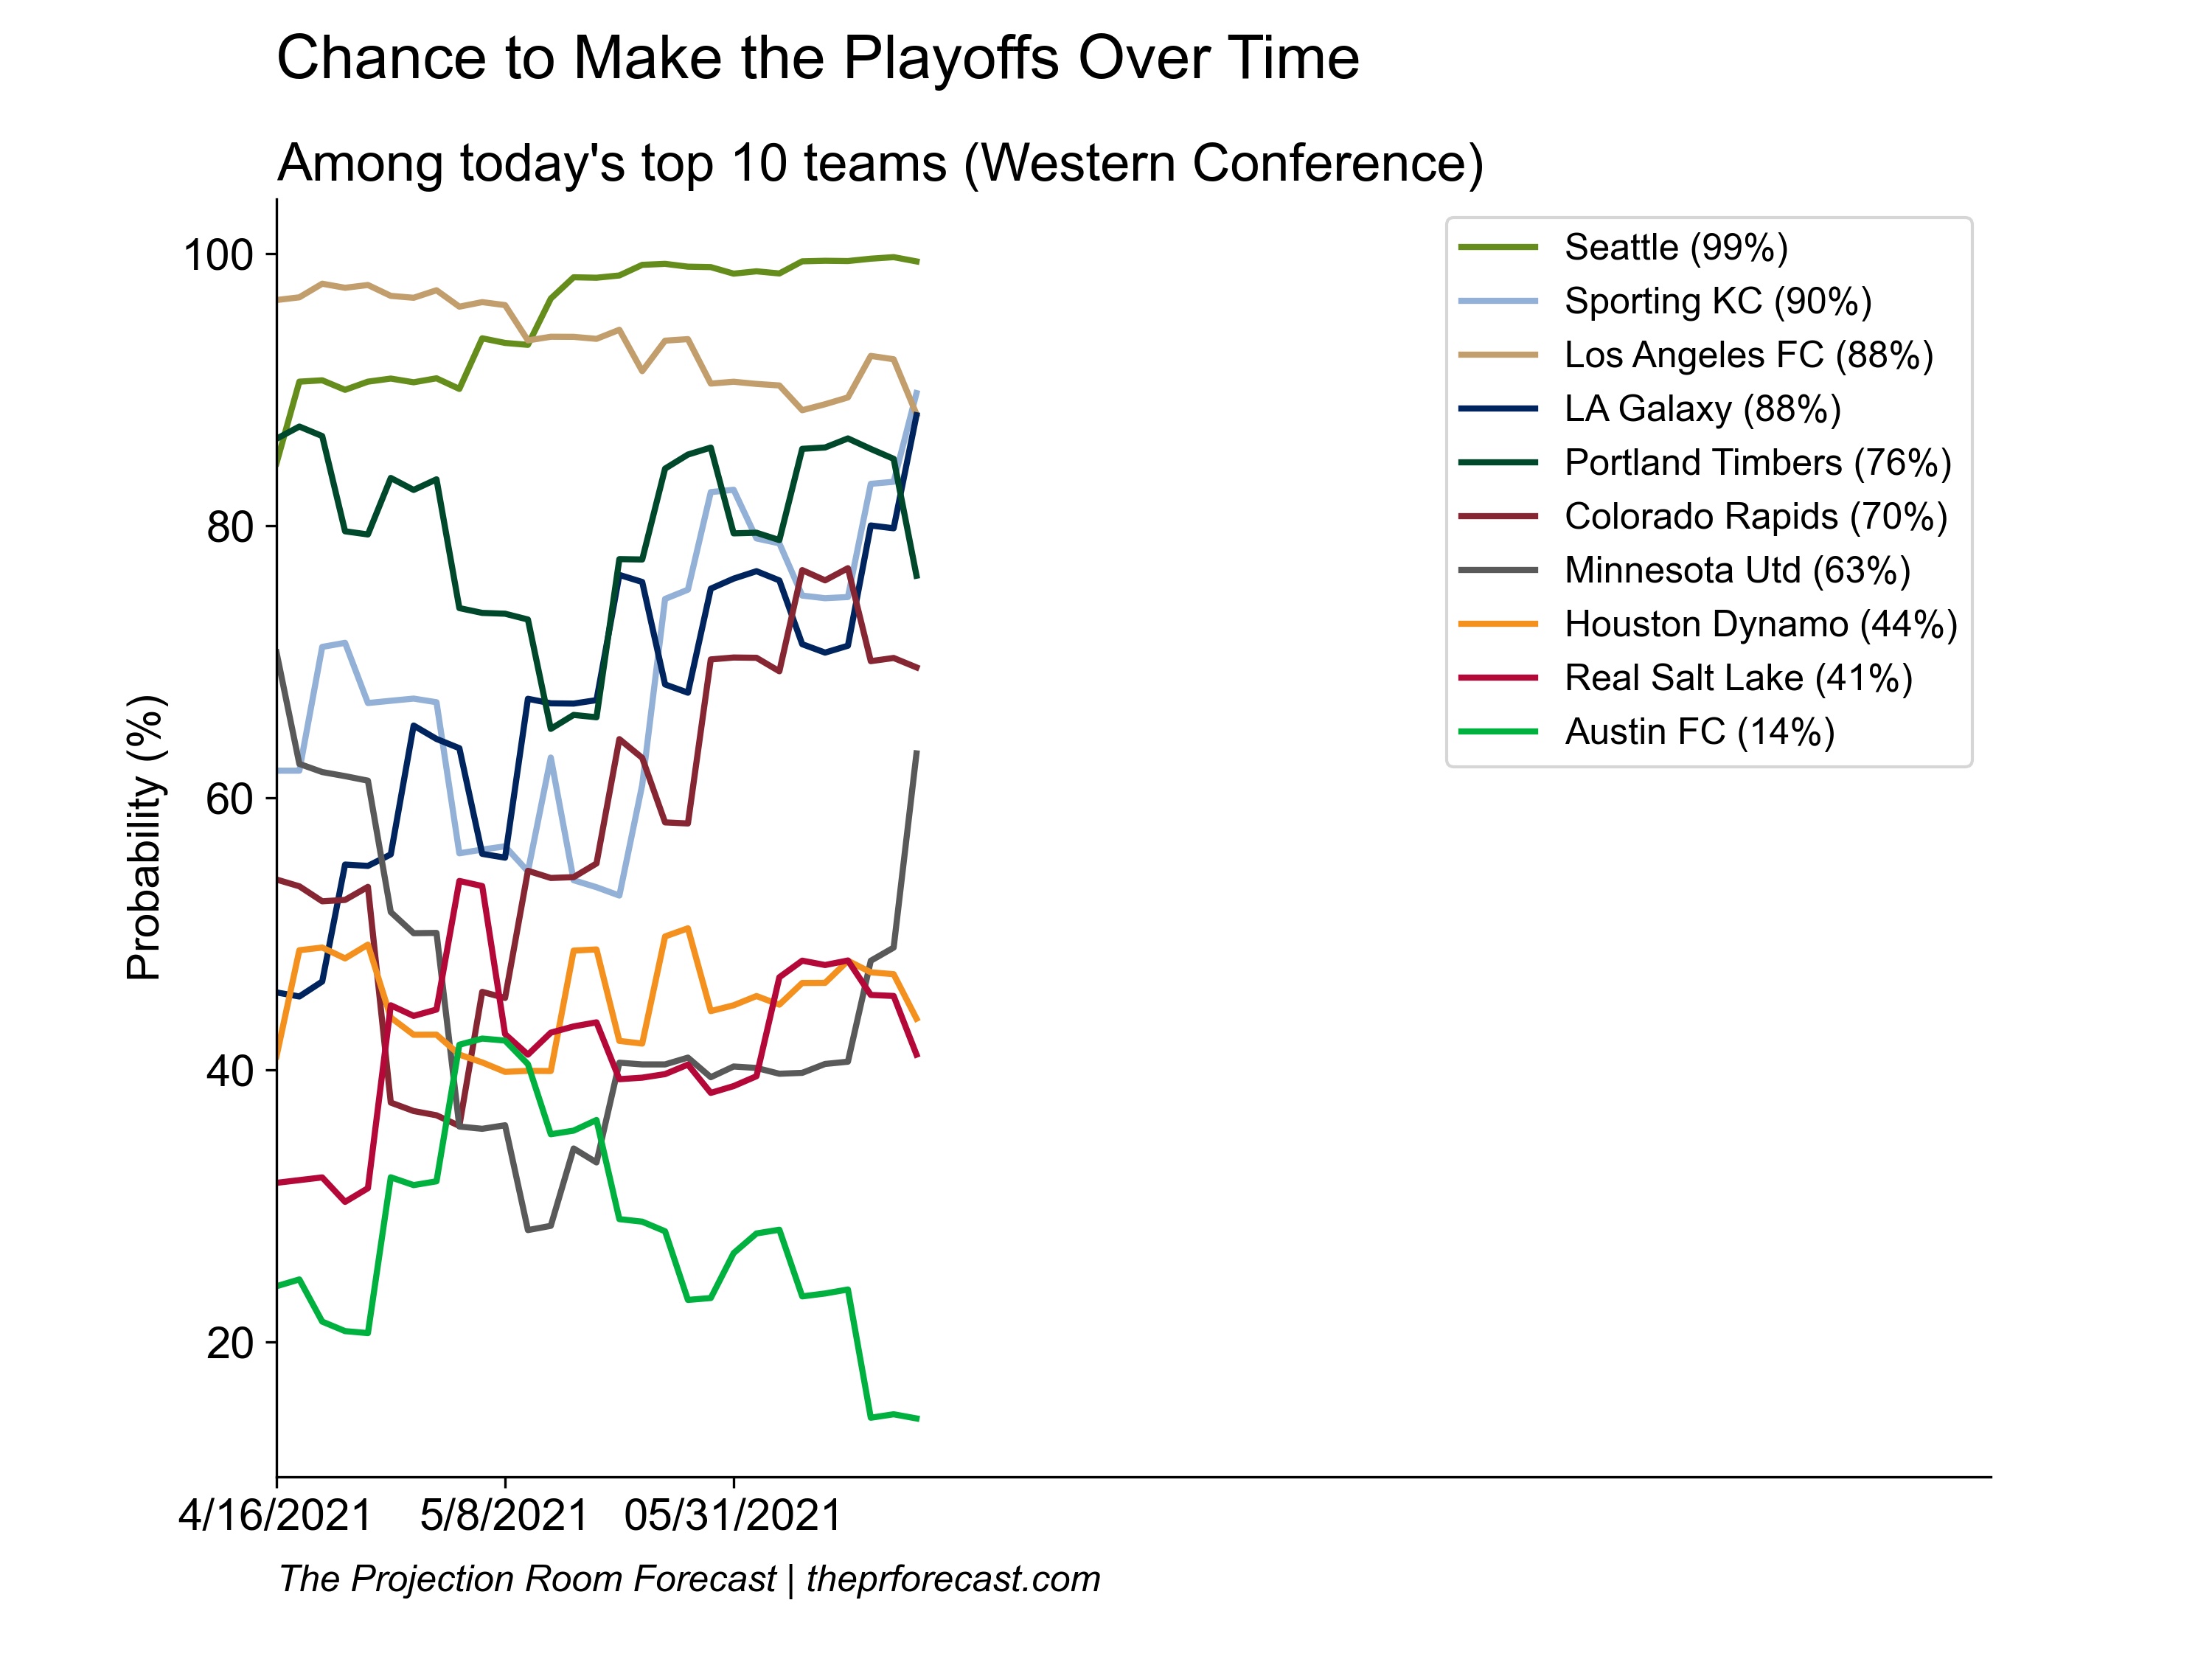 Chance to Make the Playoffs Over Time
Among today's top 10 teams (Western Conference)
Probability (%)
100
80
60
40
20
4/16/2021
5/8/2021
05/31/2021
Seattle (99%)
Sporting KC (90%)
Los Angeles FC (88%)
LA Galaxy (88%)
Portland Timbers (76%)
Colorado Rapids (70%)
Minnesota Utd (63%)
Houston Dynamo (44%)
Real Salt Lake (41%)
Austin FC (14%)
The Projection Room Forecast | theprforecast.com